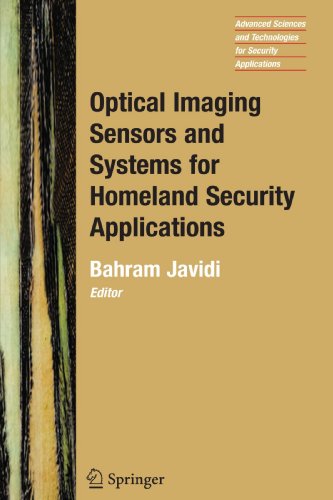 Advanced Sciences
and Technologies
for Security
Applications
Optical Imaging
Sensors and
Systems for
Homeland Security
Applications
Bahram Javidi
Editor
Springer